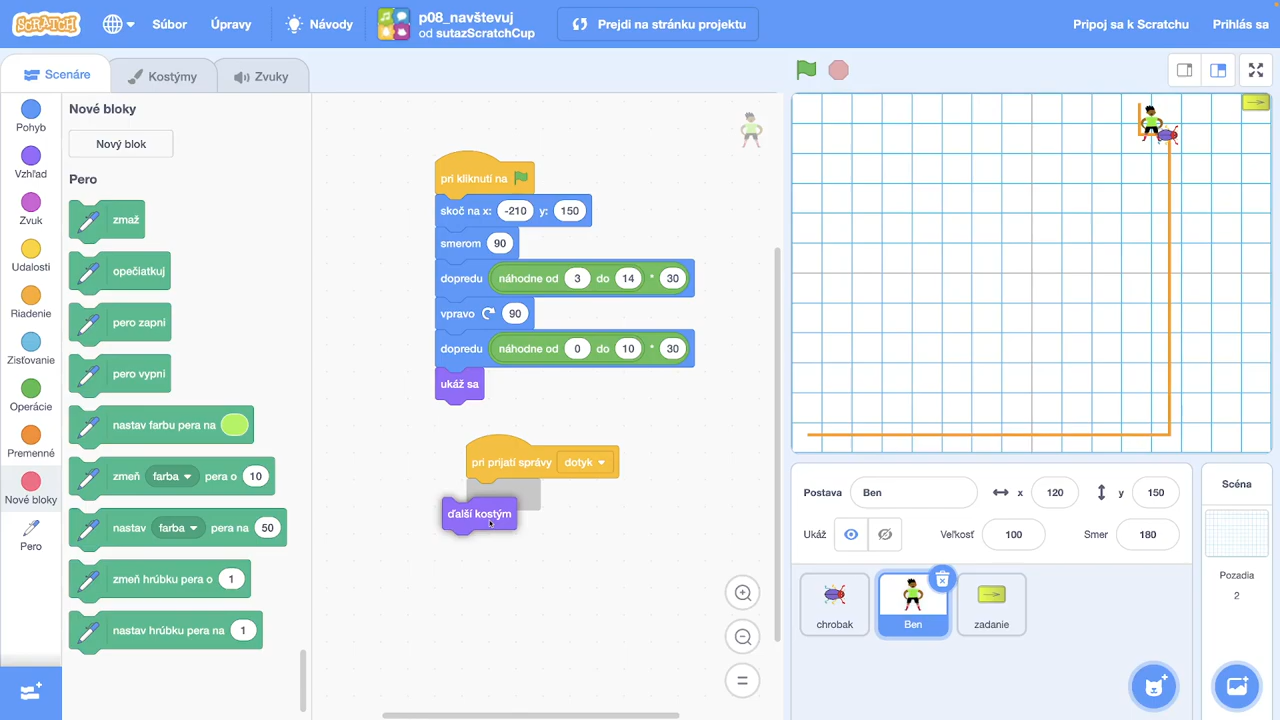 SCRATCH
Súbor
Úpravy
Návody
p08_navštevuj
od sutazScratchCup
Prejdi na stránku projektu
Pripoj sa k Scratchu
Prihlás sa
Scenáre
Kostýmy
Zvuky
Pohyb
Vzhľad
Zvuk
Udalosti
Riadenie
Zisťovanie
Operácie
Premenné
Nové bloky
Pero
Nové bloky
Nový blok
Pero
zmaž
opečiatkuj
pero zapni
pero vypni
nastav farbu pera na
zmeň farba pera o 10
nastav farba pera na 50
zmeň hrúbku pera o 1
nastav hrúbku pera na 1
pri kliknutí na
skoč na x: -210 y: 150
smerom 90
dopredu náhodne od 3 do 14 * 30
vpravo 90
dopredu náhodne od 0 do 10 * 30
ukáž sa
pri prijatí správy dotyk
ďalší kostým
Postava Ben x 120 y 150
Ukáž Veľkosť 100 Smer 180
chrobak
Ben
zadanie
Scéna
Pozadia
2